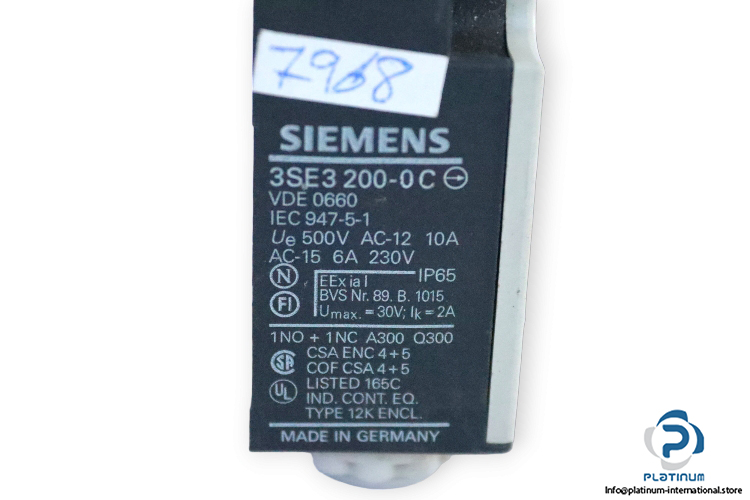 7968
SIEMENS
3SE3 200-0C
VDE 0660
IEC 947-5-1
Ue 500V AC-12 10A
AC-15 6A 230V
N
EEx ia I IP65
FI
BVS Nr. 89. B. 1015
Umax. = 30V; Ik = 2A
1NO + 1NC A300 Q300
SA CSA ENC 4+5
COF CSA 4+5
UL LISTED 165C
IND. CONT. EQ.
TYPE 12K ENCL.
MADE IN GERMANY
PLATINUM
Info@platinum-international.store